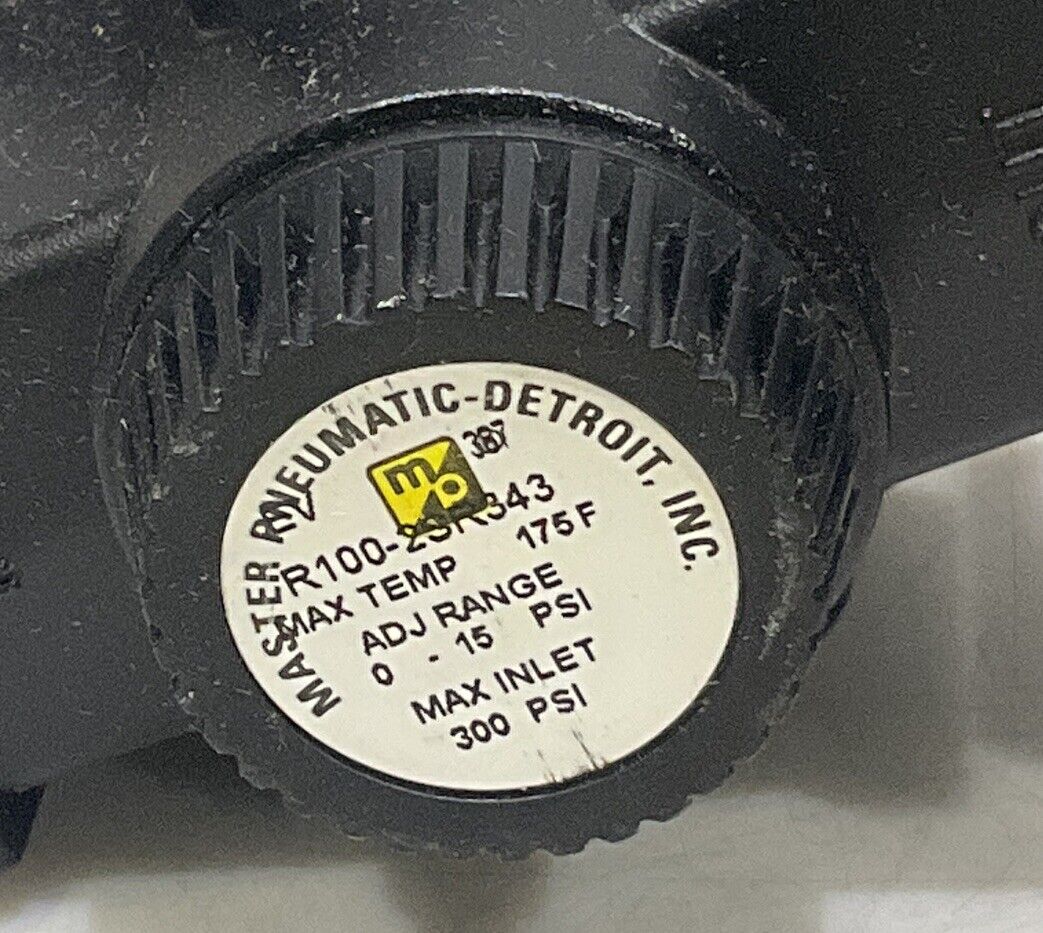 MASTER PNEUMATIC-DETROIT, INC.
mp
R100-2
343
MAX TEMP 175 F
ADJ RANGE
0 - 15 PSI
MAX INLET
300 PSI